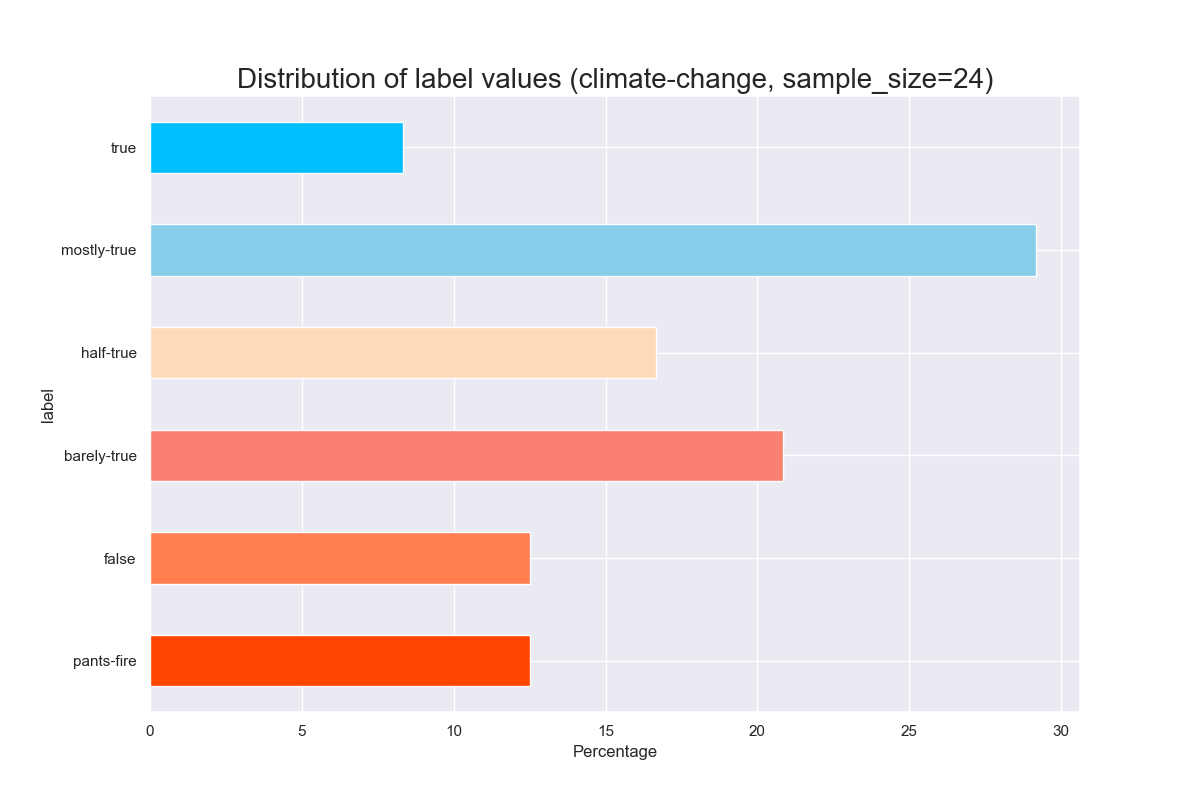 Distribution of label values (climate-change, sample_size=24)
true
mostly-true
half-true
barely-true
false
pants-fire
label
0 5 10 15 20 25 30
Percentage